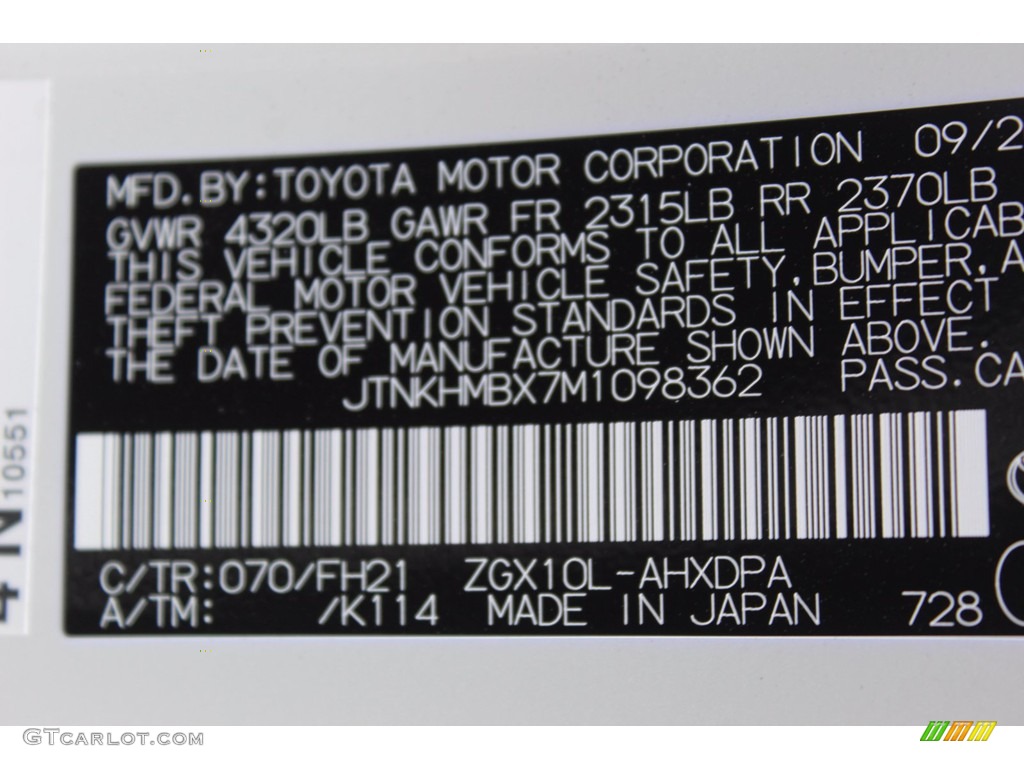 MFD. BY: TOYOTA MOTOR CORPORATION 09/2
GVWR 4320LB GAWR FR 2315LB RR 2370LB
THIS VEHICLE CONFORMS TO ALL APPLICAB
FEDERAL MOTOR VEHICLE SAFETY, BUMPER, A
THEFT PREVENTION STANDARDS IN EFFECT
THE DATE OF MANUFACTURE SHOWN ABOVE.
JTNKHMBX7M1098362 PASS. CA
C/TR: 070/FH21 ZGX10L-AHXDPA
A/TM: /K114 MADE IN JAPAN 728
4 N 10551
GTCARLOT.COM